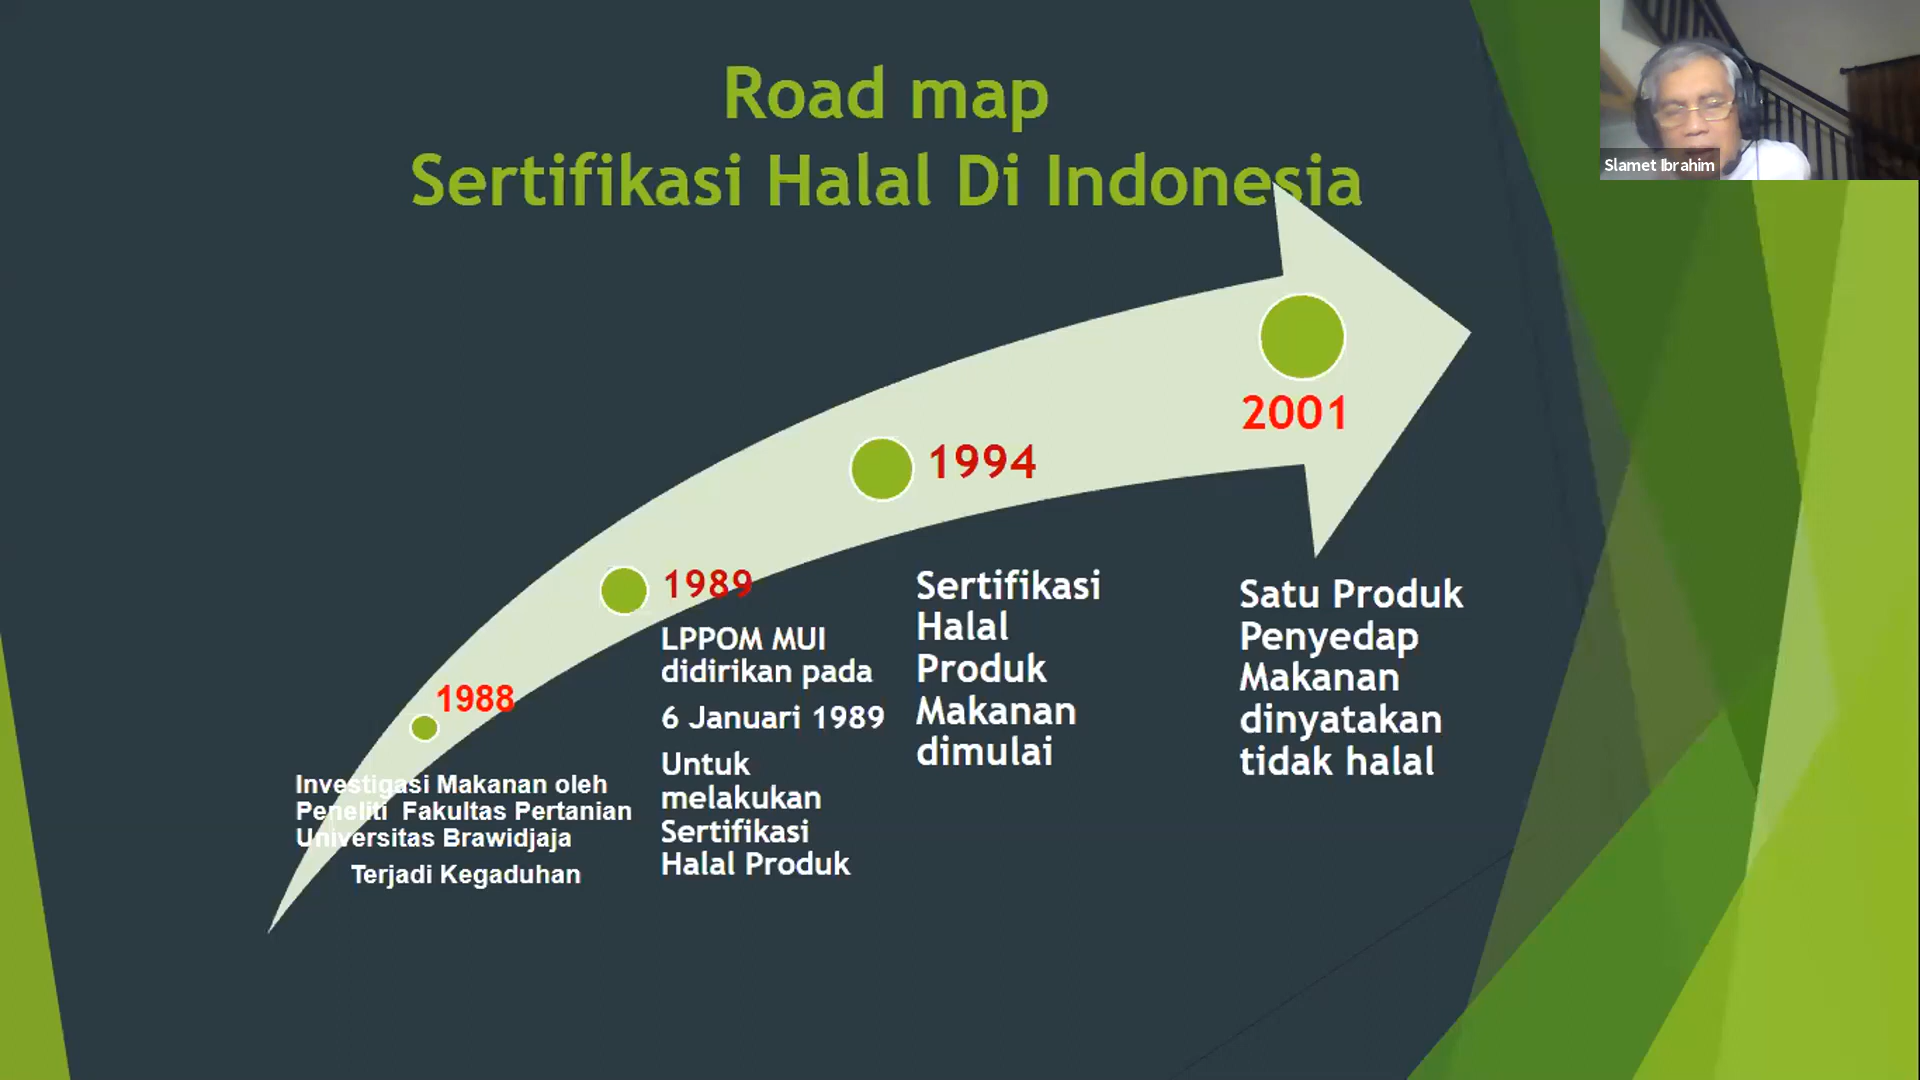 Road map
Sertifikasi Halal Di Indonesia
Slamet Ibrahim
1988
Investigasi Makanan oleh
Peneliti  Fakultas Pertanian
Universitas Brawidjaja
Terjadi Kegaduhan
1989
LPPOM MUI
didirikan pada
6 Januari 1989
Untuk
melakukan
Sertifikasi
Halal Produk
1994
Sertifikasi
Halal
Produk
Makanan
dimulai
2001
Satu Produk
Penyedap
Makanan
dinyatakan
tidak halal